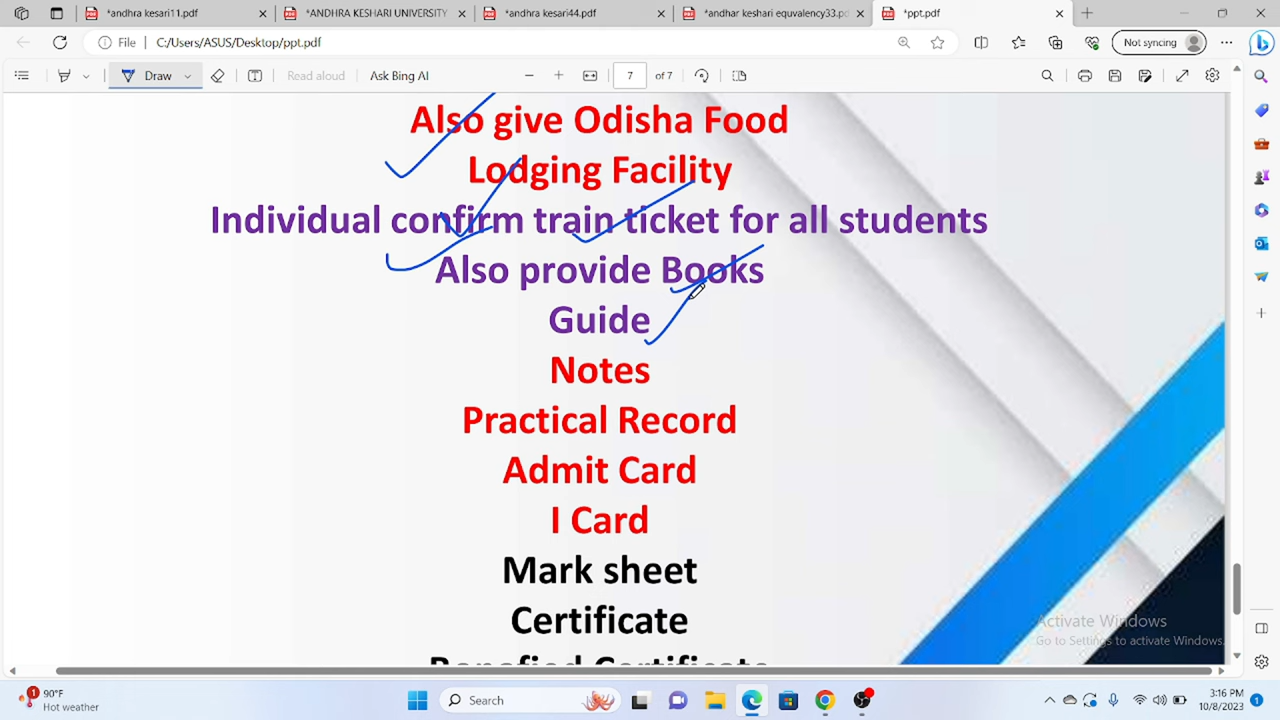 *andhra kesari11.pdf
*ANDHRA KESHARI UNIVERSITY
*andhra kesari44.pdf
*andhar keshari equvalency33.pd
*ppt.pdf
File
C:/Users/ASUS/Desktop/ppt.pdf
Not syncing
Draw
Read aloud
Ask Bing AI
7
of 7
Also give Odisha Food
Lodging Facility
Individual confirm train ticket for all students
Also provide Books
Guide
Notes
Practical Record
Admit Card
I Card
Mark sheet
Certificate
Bonafied Certificate
Activate Windows
Go to Settings to activate Windows.
1
90°F
Hot weather
Search
3:16 PM
10/8/2023
1